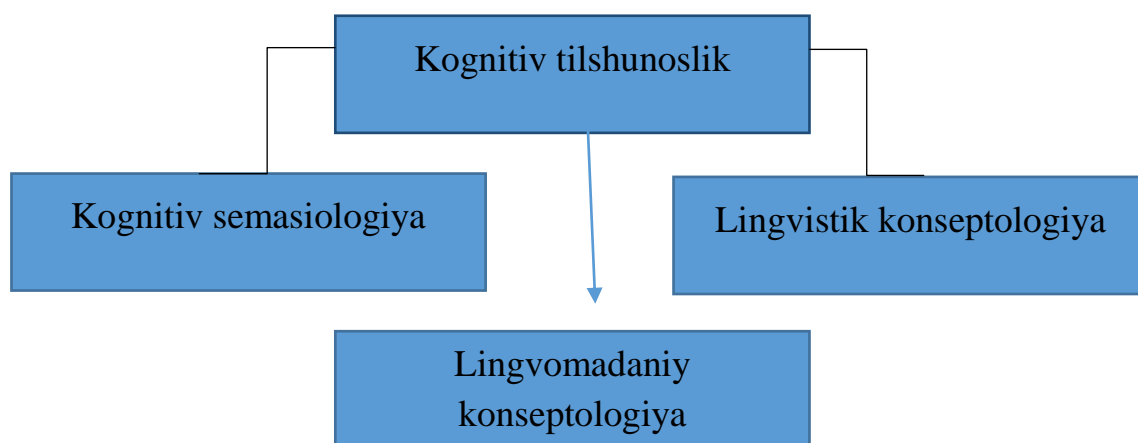 Kognitiv tilshunoslik
Kognitiv semasiologiya
Lingvistik konseptologiya
Lingvomadaniy
konseptologiya